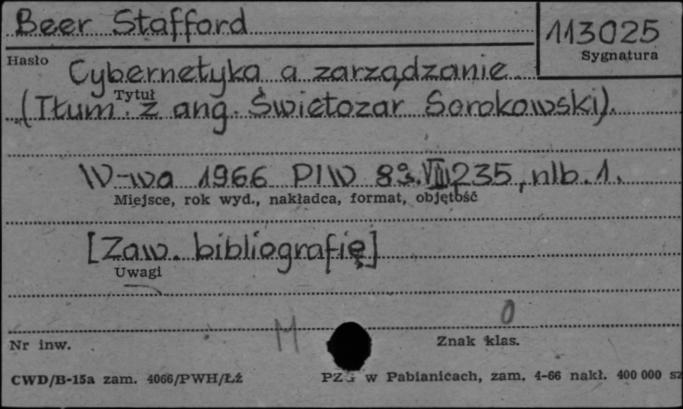 Beer Stafford
113025
Hasło
Sygnatura
Cybernetyka a zarządzanie
Tytuł
(Tłum. z ang. Świetozar Sorokowski).
W-wa 1966 PIW 8° s. VIII, 235, nlb. 1.
Miejsce, rok wyd., nakładca, format, objętość
[Zaw. bibliografię]
Uwagi
M
0
Nr inw.
Znak klas.
CWD/B-15a zam. 4066/PWH/Łź
w Pabianicach, zam. 4-66 nakł. 400 000